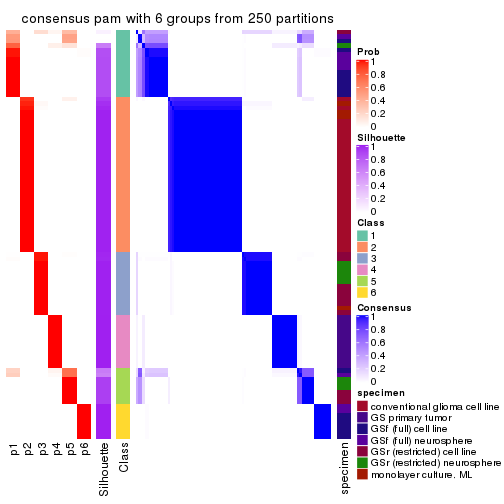 consensus pam with 6 groups from 250 partitions
Prob
1
0.8
0.6
0.4
0.2
0
Silhouette
1
0.8
0.6
0.4
0.2
0
Class
1
2
3
4
5
6
Consensus
1
0.8
0.6
0.4
0.2
0
specimen
conventional glioma cell line
GS primary tumor
GSf (full) cell line
GSf (full) neurosphere
GSr (restricted) cell line
GSr (restricted) neurosphere
monolayer culture. ML
p1
p2
p3
p4
p5
p6
Silhouette
Class
specimen